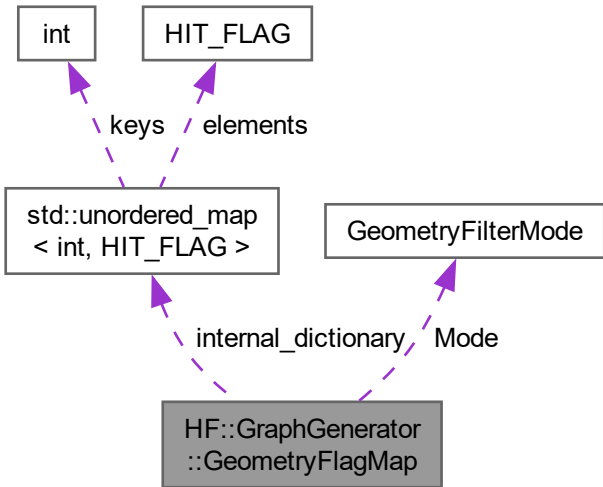 int
HIT_FLAG
keys
elements
std::unordered_map
< int, HIT_FLAG >
GeometryFilterMode
internal_dictionary
Mode
HF::GraphGenerator
::GeometryFlagMap